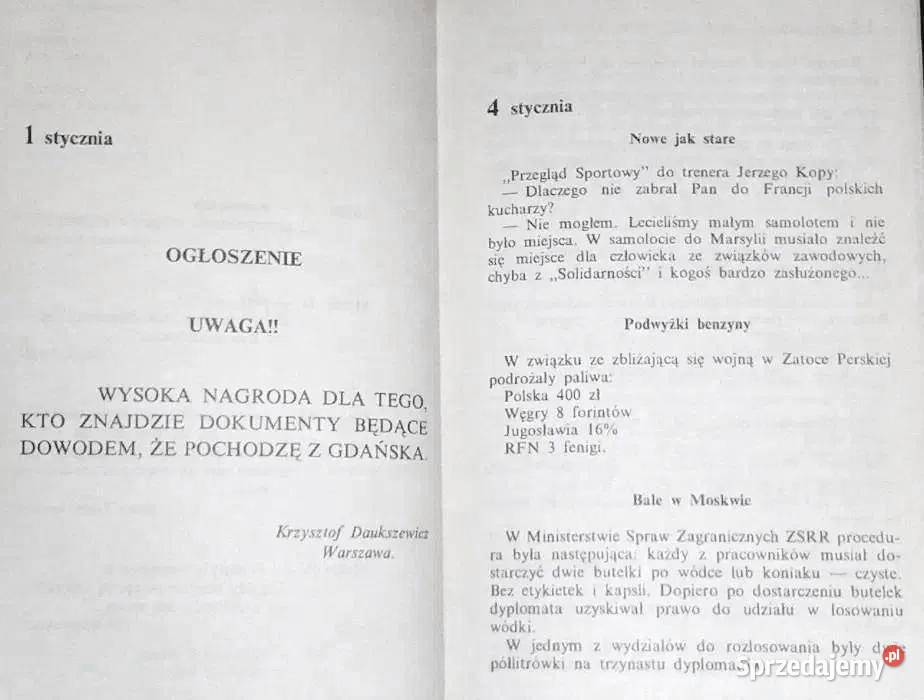 1 stycznia
OGŁOSZENIE
UWAGA!!
WYSOKA NAGRODA DLA TEGO,
KTO ZNAJDZIE DOKUMENTY BĘDĄCE
DOWODEM, ŻE POCHODZĘ Z GDAŃSKA.
Krzysztof Daukszewicz
Warszawa.
4 stycznia
Nowe jak stare
„Przegląd Sportowy" do trenera Jerzego Kopy:
— Dlaczego nie zabrał Pan do Francji polskich
kucharzy?
— Nie mogłem. Lecieliśmy małym samolotem i nie
było miejsca. W samolocie do Marsylii musiało znaleźć
się miejsce dla człowieka ze związków zawodowych,
chyba z „Solidarności" i kogoś bardzo zasłużonego...
Podwyżki benzyny
W związku ze zbliżającą się wojną w Zatoce Perskiej
podrożały paliwa:
Polska 400 zł
Węgry 8 forintów
Jugosławia 16%
RFN 3 fenigi.
Bale w Moskwie
W Ministerstwie Spraw Zagranicznych ZSRR procedu-
ra była następująca: każdy z pracowników musiał do-
starczyć dwie butelki po wódce lub koniaku — czyste.
Bez etykietek i kapsli. Dopiero po dostarczeniu butelek
dyplomata uzyskiwał prawo do udziału w losowaniu
wódki.
W jednym z wydziałów do rozlosowania były dwie
półlitrówki na trzynastu
Sprzedajemy.pl